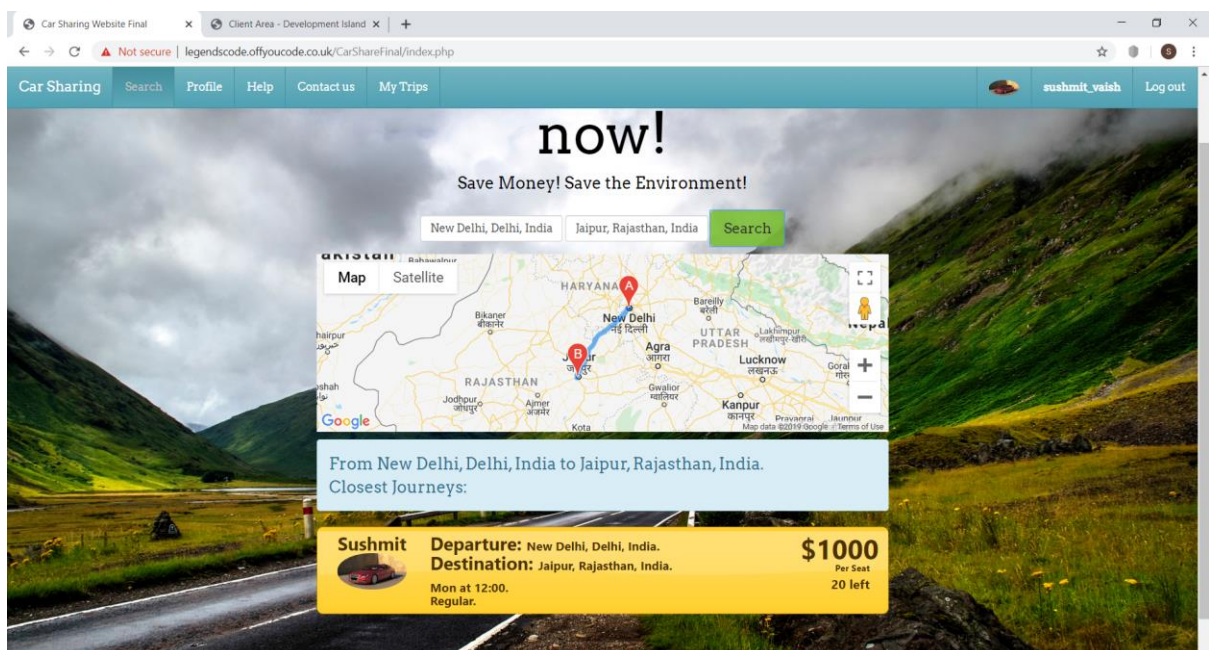 Car Sharing Website Final
Client Area - Development Island
Not secure | legendscode.offyoucode.co.uk/CarShareFinal/index.php
S
Car Sharing Search Profile Help Contact us My Trips sushmit_vaish Log out
now!
Save Money! Save the Environment!
New Delhi, Delhi, India Jaipur, Rajasthan, India Search
Map Satellite
Bahawalpur
HARYANA
A
Bikaner
बीकानेर
New Delhi
नई दिल्ली
Bareilly
बरेली
UTTAR
PRADESH
Lakhimpur
Agra
आगरा
B
Lucknow
लखनऊ
RAJASTHAN
Jodhpur
जोधपुर
Ajmer
अजमेर
Gwalior
ग्वालियर
Kanpur
कानपुर
Kota
Google
Map data ©2019 Google Terms of Use
From New Delhi, Delhi, India to Jaipur, Rajasthan, India.
Closest Journeys:
Sushmit
Departure: New Delhi, Delhi, India.
Destination: Jaipur, Rajasthan, India.
Mon at 12:00.
Regular.
$1000
Per Seat
20 left